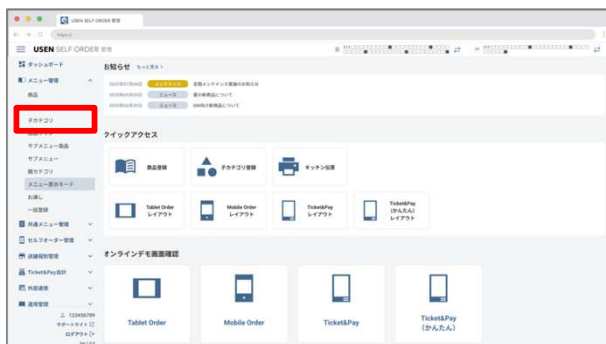 USEN SELF ORDER 管理
USEN SELF ORDER 管理
ダッシュボード
メニュー管理
商品
子カテゴリ
サブメニュー商品
サブメニュー
親カテゴリ
メニュー表示モード
お通し
一括登録
共通メニュー管理
セルフオーダー管理
店舗個別管理
Ticket&Pay会計
外部連携
運用管理
123456789
サポートサイト
ログアウト
お知らせ もっと見る >
メンテナンス 定期メンテナンス実施のお知らせ
ニュース 夏の新商品について
ニュース
クイックアクセス
商品登録
子カテゴリ登録
キッチン伝票
Tablet Order
レイアウト
Mobile Order
レイアウト
Ticket&Pay
レイアウト
Ticket&Pay
(かんたん)
レイアウト
オンラインデモ画面確認
Tablet Order
Mobile Order
Ticket&Pay
Ticket&Pay
(かんたん)